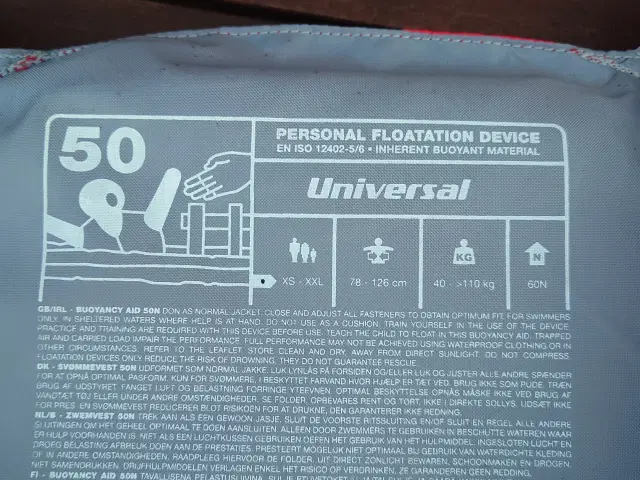 50
PERSONAL FLOATATION DEVICE
EN ISO 12402-5/6 • INHERENT BUOYANT MATERIAL
Universal
KG N
XS - XXL 78 - 126 cm 40 - >110 kg 60N
GB/IRL - BUOYANCY AID 50N DON AS NORMAL JACKET. CLOSE AND ADJUST ALL FASTENERS TO OBTAIN OPTIMUM FIT FOR SWIMMERS
ONLY. IN SHELTERED WATERS WHERE HELP IS AT HAND. DO NOT USE AS A CUSHION. TRAIN YOURSELF IN THE USE OF THE DEVICE
PRACTICE AND TRAINING ARE REQUIRED WITH THIS DEVICE BEFORE USE. TEACH THE CHILD TO FLOAT IN THIS BUOYANCY AID. TRAPPED
AIR AND CARRIED LOAD IMPAIR THE PERFORMANCE. FULL PERFORMANCE MAY NOT BE ACHIEVED USING WATERPROOF CLOTHING OR IN
OTHER CIRCUMSTANCES. REFER TO THE LEAFLET. STORE CLEAN AND DRY, AWAY FROM DIRECT SUNLIGHT. DO NOT COMPRESS.
FLOATATION DEVICES ONLY REDUCE THE RISK OF DROWNING. THEY DO NOT GUARANTEE RESCUE.
DK - SVØMMEVEST 50N UDFORMET SOM NORMAL JAKKE. LUK LYNLÅS PÅ FORSIDEN OG/ELLER LUK OG JUSTER ALLE ANDRE SPÆNDER
FOR AT OPNÅ OPTIMAL PASFORM. KUN FOR SVØMMERE, I BESKYTTET FARVAND HVOR HJÆLP ER TÆT VED. BRUG IKKE SOM PUDE. TRÆN
BRUG AF UDSTYRET. FANGET LUFT OG BELASTNING FORRINGE YTEEVNEN. OPTIMAL BESKYTTELSE OPNÅS MÅSKE IKKE VED BRUG AF
VANDTÆT TØJ ELLER UNDER ANDRE OMSTÆNDIGHEDER. SE FOLDER. OPBEVARES RENT OG TØRT, IKKE I DIREKTE SOLLYS. UDSÆT IKKE
FOR PRES. EN SVØMMEVEST REDUCERER BLOT RISIKOEN FOR AT DRUKNE, DEN GARANTERER IKKE REDNING.
NL/B - ZWEMVEST 50N TREK AAN ALS EEN GEWOON JASJE. SLUIT DE VOORSTE RITSSLUITING EN/OF SLUIT EN REGEL ALLE ANDERE
SLUITINGEN OM HET GEHEEL OPTIMAAL TE DOEN AANSLUITEN. ALLEEN DOOR ZWEMMERS TE GEBRUIKEN IN BESCHUTTE WATEREN WAAR
ER HULP VOORHANDEN IS. NIET ALS EEN LUCHTKUSSEN GEBRUIKEN OEFEN HET GEBRUIK VAN HET HULPMIDDEL. INGESLOTEN LUCHT EN
BELASTING AFBREUK DOEN AAN DE PRESTATIES. PRESTEERT MOGELIJK NIET OPTIMAAL BIJ GEBRUIK VAN WATERDICHTE KLEDING
OF IN ANDERE OMSTANDIGHEDEN. RAADPLEEG HIERVOOR DE FOLDER. UIT DIRECT ZONLICHT BEWAREN, SCHOONMAKEN EN DROGEN.
NIET SAMENDRUKKEN. DRIJFHULPMIDDELEN VERLAGEN ENKEL HET RISICO OP VERDRINKEN, ZE GARANDEREN GEEN REDDING.
FI - BUOYANCY AID 50N